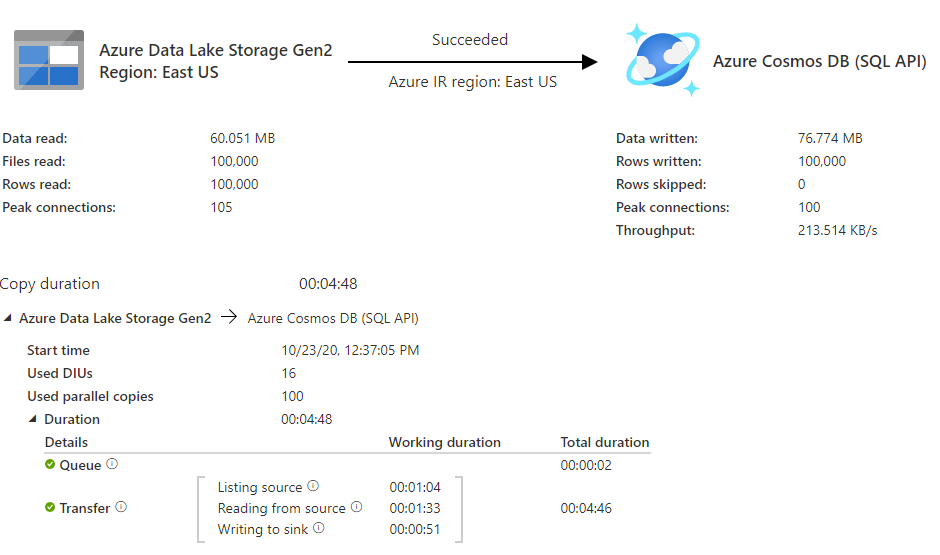 Azure Data Lake Storage Gen2
Region: East US
Succeeded
Azure IR region: East US
Azure Cosmos DB (SQL API)
Data read: 60.051 MB
Files read: 100,000
Rows read: 100,000
Peak connections: 105
Data written: 76.774 MB
Rows written: 100,000
Rows skipped: 0
Peak connections: 100
Throughput: 213.514 KB/s
Copy duration 00:04:48
Azure Data Lake Storage Gen2 → Azure Cosmos DB (SQL API)
Start time 10/23/20, 12:37:05 PM
Used DIUs 16
Used parallel copies 100
Duration 00:04:48
Details Working duration Total duration
Queue 00:00:02
Listing source 00:01:04
Transfer Reading from source 00:01:33 00:04:46
Writing to sink 00:00:51